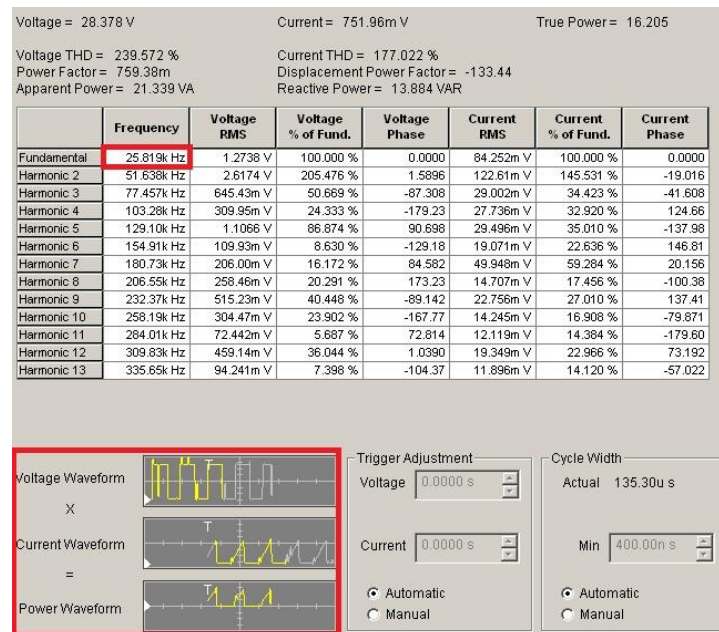 Voltage = 28.378 V Current = 751.96m V True Power = 16.205
Voltage THD = 239.572 % Current THD = 177.022 %
Power Factor = 759.38m Displacement Power Factor = -133.44
Apparent Power = 21.339 VA Reactive Power = 13.884 VAR
Frequency Voltage RMS Voltage % of Fund. Voltage Phase Current RMS Current % of Fund. Current Phase
Fundamental 25.819k Hz 1.2738 V 100.000 % 0.0000 84.252m V 100.000 % 0.0000
Harmonic 2 51.638k Hz 2.6174 V 205.476 % 1.5896 122.61m V 145.531 % -19.016
Harmonic 3 77.457k Hz 645.43m V 50.669 % -87.308 29.002m V 34.423 % -41.608
Harmonic 4 103.28k Hz 309.95m V 24.333 % -179.23 27.736m V 32.920 % 124.66
Harmonic 5 129.10k Hz 1.1066 V 86.874 % 90.698 29.496m V 35.010 % -137.98
Harmonic 6 154.91k Hz 109.93m V 8.630 % -129.18 19.071m V 22.636 % 146.81
Harmonic 7 180.73k Hz 206.00m V 16.172 % 84.582 49.948m V 59.284 % 20.156
Harmonic 8 206.55k Hz 258.46m V 20.291 % 173.23 14.707m V 17.456 % -100.38
Harmonic 9 232.37k Hz 515.23m V 40.448 % -89.142 22.756m V 27.010 % 137.41
Harmonic 10 258.19k Hz 304.47m V 23.902 % -167.77 14.245m V 16.908 % -79.871
Harmonic 11 284.01k Hz 72.442m V 5.687 % 72.814 12.119m V 14.384 % -179.60
Harmonic 12 309.83k Hz 459.14m V 36.044 % 1.0390 19.349m V 22.966 % 73.192
Harmonic 13 335.65k Hz 94.241m V 7.398 % -104.37 11.896m V 14.120 % -57.022
Voltage Waveform T
X
Current Waveform T
=
Power Waveform T
Trigger Adjustment
Voltage 0.0000 s
Current 0.0000 s
Automatic
Manual
Cycle Width
Actual 135.30u s
Min 400.00n s
Automatic
Manual